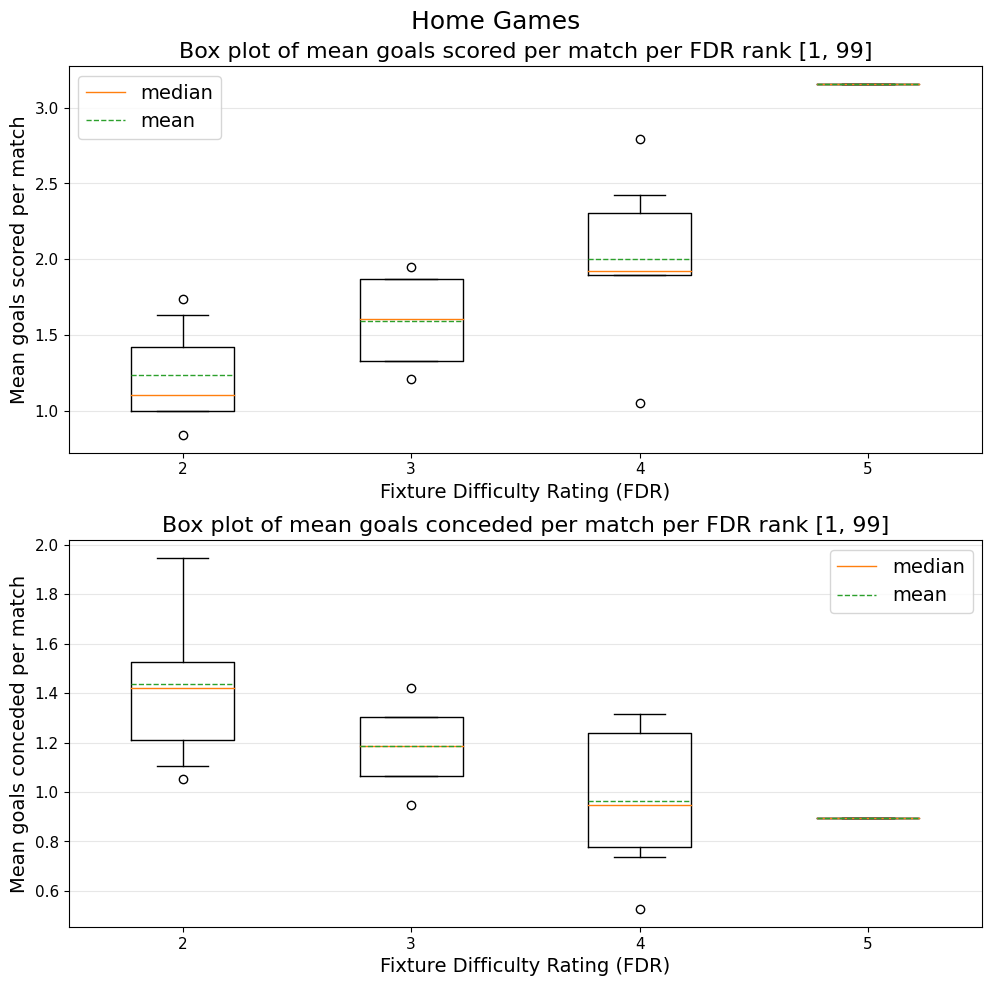 Home Games
Box plot of mean goals scored per match per FDR rank [1, 99]
Mean goals scored per match
median
mean
3.0
2.5
2.0
1.5
1.0
2 3 4 5
Fixture Difficulty Rating (FDR)
Box plot of mean goals conceded per match per FDR rank [1, 99]
Mean goals conceded per match
median
mean
2.0
1.8
1.6
1.4
1.2
1.0
0.8
0.6
2 3 4 5
Fixture Difficulty Rating (FDR)